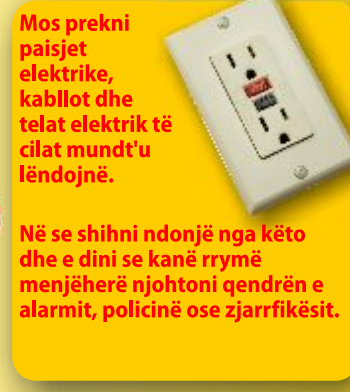 Mos prekni
paisjet
elektrike,
kabllot dhe
telat elektrik të
cilat mundt'u
lëndojnë.
Në se shihni ndonjë nga këto
dhe e dini se kanë rrymë
menjëherë njohtoni qendrën e
alarmit, policinë ose zjarrfikësit.